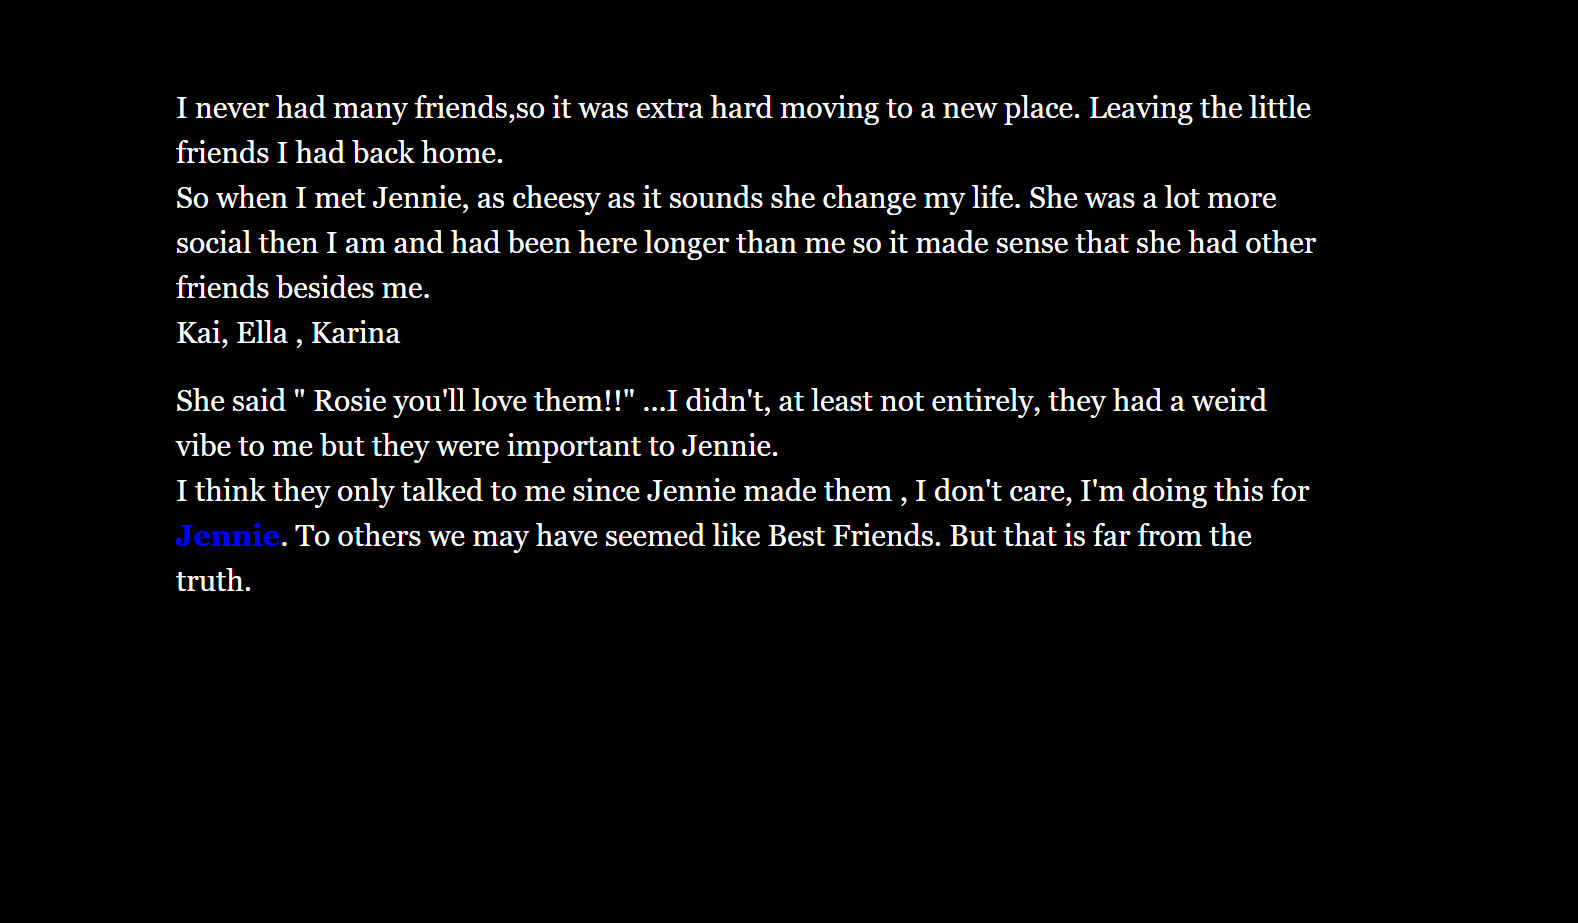 I never had many friends,so it was extra hard moving to a new place. Leaving the little
friends I had back home.
So when I met Jennie, as cheesy as it sounds she change my life. She was a lot more
social then I am and had been here longer than me so it made sense that she had other
friends besides me.
Kai, Ella , Karina
She said " Rosie you'll love them!!" ...I didn't, at least not entirely, they had a weird
vibe to me but they were important to Jennie.
I think they only talked to me since Jennie made them , I don't care, I'm doing this for
Jennie. To others we may have seemed like Best Friends. But that is far from the
truth.